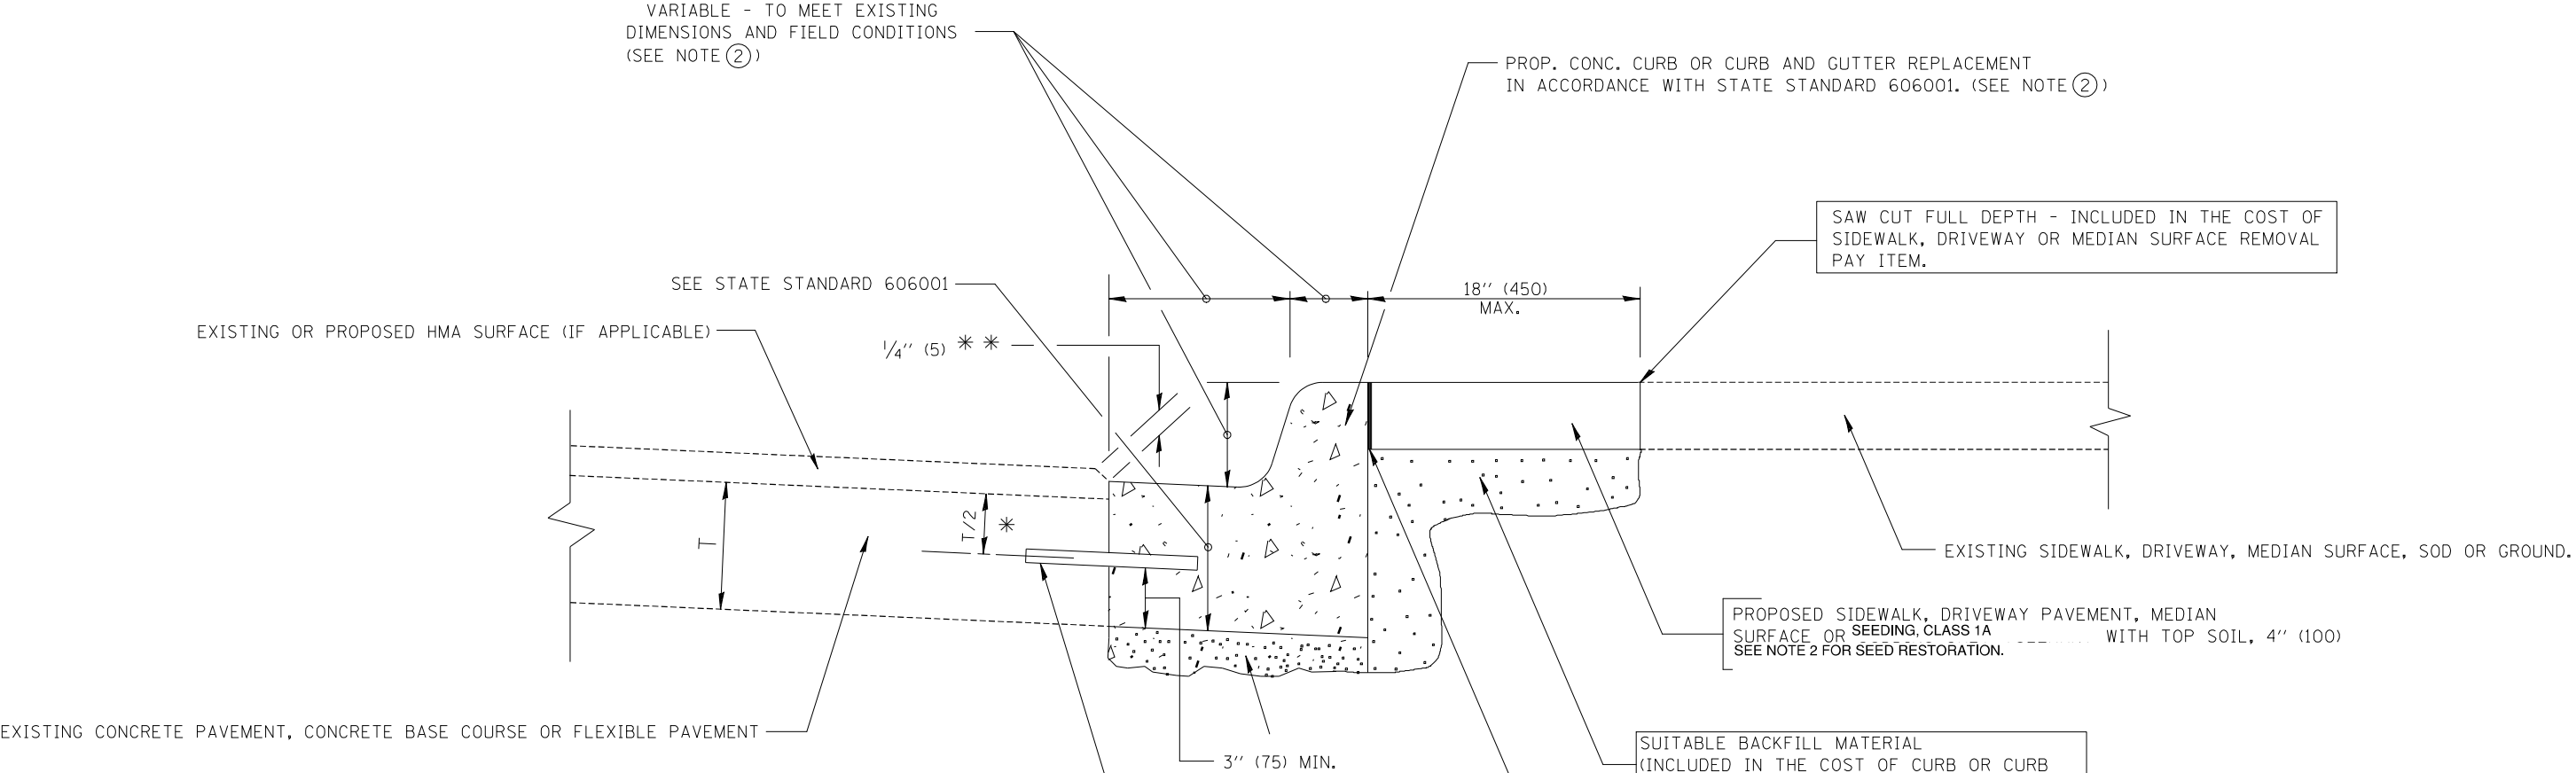 VARIABLE - TO MEET EXISTING
DIMENSIONS AND FIELD CONDITIONS
(SEE NOTE 2)
PROP. CONC. CURB OR CURB AND GUTTER REPLACEMENT
IN ACCORDANCE WITH STATE STANDARD 606001. (SEE NOTE 2)
SAW CUT FULL DEPTH - INCLUDED IN THE COST OF
SIDEWALK, DRIVEWAY OR MEDIAN SURFACE REMOVAL
PAY ITEM.
SEE STATE STANDARD 606001
18'' (450)
MAX.
EXISTING OR PROPOSED HMA SURFACE (IF APPLICABLE)
1/4'' (5) * *
T
T/2 *
EXISTING SIDEWALK, DRIVEWAY, MEDIAN SURFACE, SOD OR GROUND.
PROPOSED SIDEWALK, DRIVEWAY PAVEMENT, MEDIAN
SURFACE OR SEEDING, CLASS 1A WITH TOP SOIL, 4'' (100)
SEE NOTE 2 FOR SEED RESTORATION.
EXISTING CONCRETE PAVEMENT, CONCRETE BASE COURSE OR FLEXIBLE PAVEMENT
3'' (75) MIN.
SUITABLE BACKFILL MATERIAL
(INCLUDED IN THE COST OF CURB OR CURB